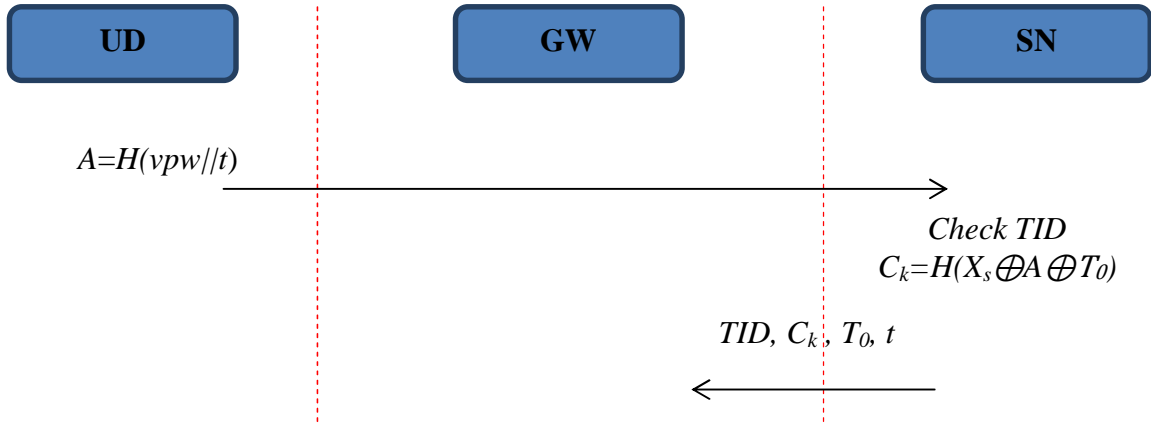 UD GW SN
A=H(vpw//t)
Check TID
Cₖ=H(Xₛ⊕A⊕T₀)
TID, Cₖ, T₀, t